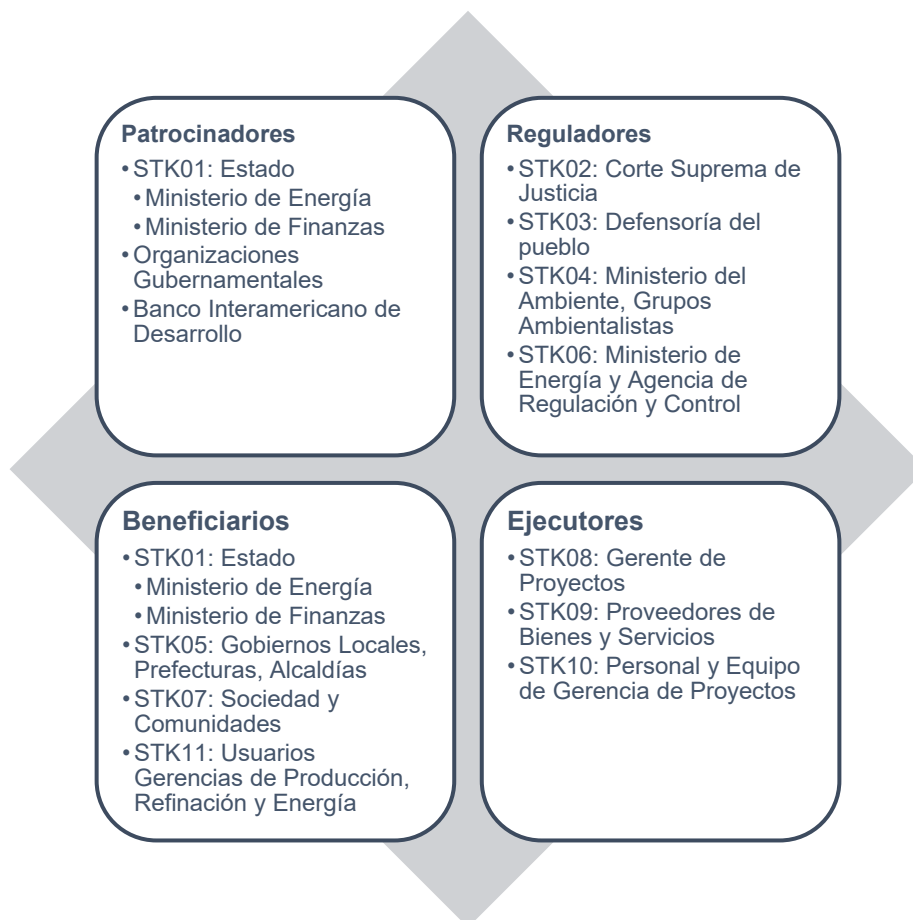 Patrocinadores
•STK01: Estado
•Ministerio de Energía
•Ministerio de Finanzas
•Organizaciones
Gubernamentales
•Banco Interamericano de
Desarrollo
Reguladores
•STK02: Corte Suprema de
Justicia
•STK03: Defensoría del
pueblo
•STK04: Ministerio del
Ambiente, Grupos
Ambientalistas
•STK06: Ministerio de
Energía y Agencia de
Regulación y Control
Beneficiarios
•STK01: Estado
•Ministerio de Energía
•Ministerio de Finanzas
•STK05: Gobiernos Locales,
Prefecturas, Alcaldías
•STK07: Sociedad y
Comunidades
•STK11: Usuarios
Gerencias de Producción,
Refinación y Energía
Ejecutores
•STK08: Gerente de
Proyectos
•STK09: Proveedores de
Bienes y Servicios
•STK10: Personal y Equipo
de Gerencia de Proyectos